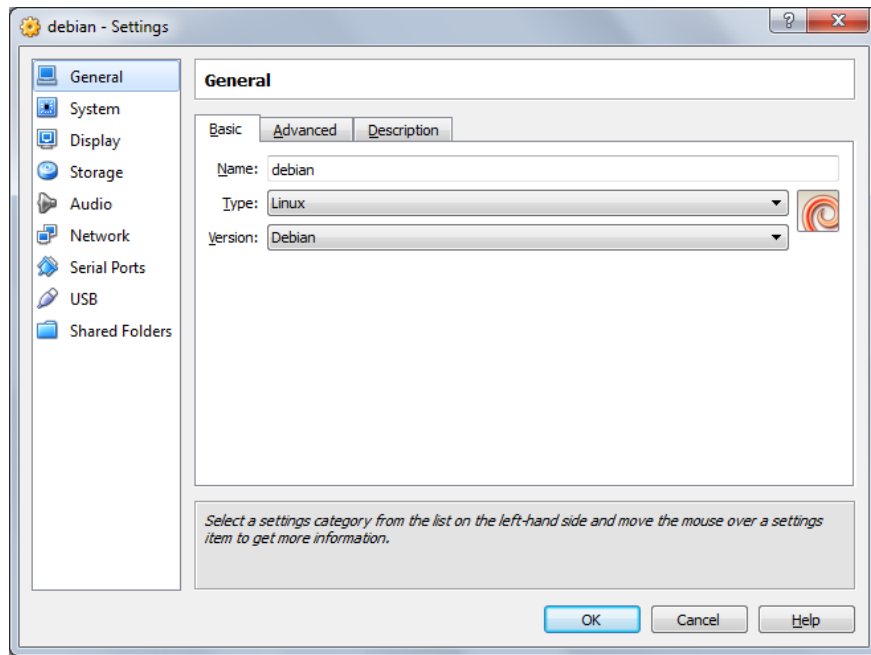 debian - Settings
General
System
Display
Storage
Audio
Network
Serial Ports
USB
Shared Folders
General
Basic Advanced Description
Name: debian
Type: Linux
Version: Debian
Select a settings category from the list on the left-hand side and move the mouse over a settings
item to get more information.
OK Cancel Help